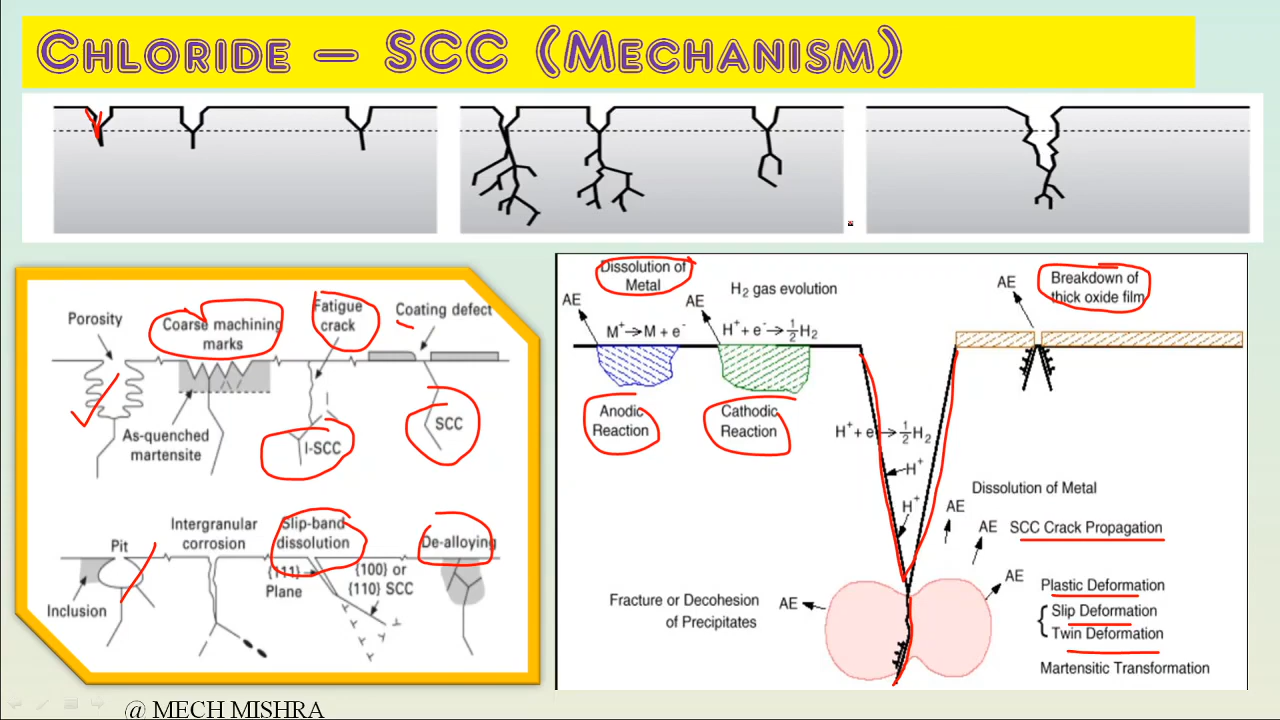 CHLORIDE – SCC (MECHANISM)
Porosity
Coarse machining
marks
Fatigue
crack
Coating defect
As-quenched
martensite
I-SCC
SCC
Pit
Inclusion
Intergranular
corrosion
Slip-band
dissolution
{111}
Plane
{100} or
{110} SCC
De-alloying
Dissolution of
Metal
AE
M⁺→M + e⁻
H₂ gas evolution
AE
H⁺+ e⁻→½H₂
Anodic
Reaction
Cathodic
Reaction
AE
Breakdown of
thick oxide film
H⁺+ e→½H₂
H⁺
H⁺
Dissolution of Metal
AE
AE
SCC Crack Propagation
AE
Plastic Deformation
Slip Deformation
Twin Deformation
Martensitic Transformation
Fracture or Decohesion
of Precipitates
AE
@ MECH MISHRA